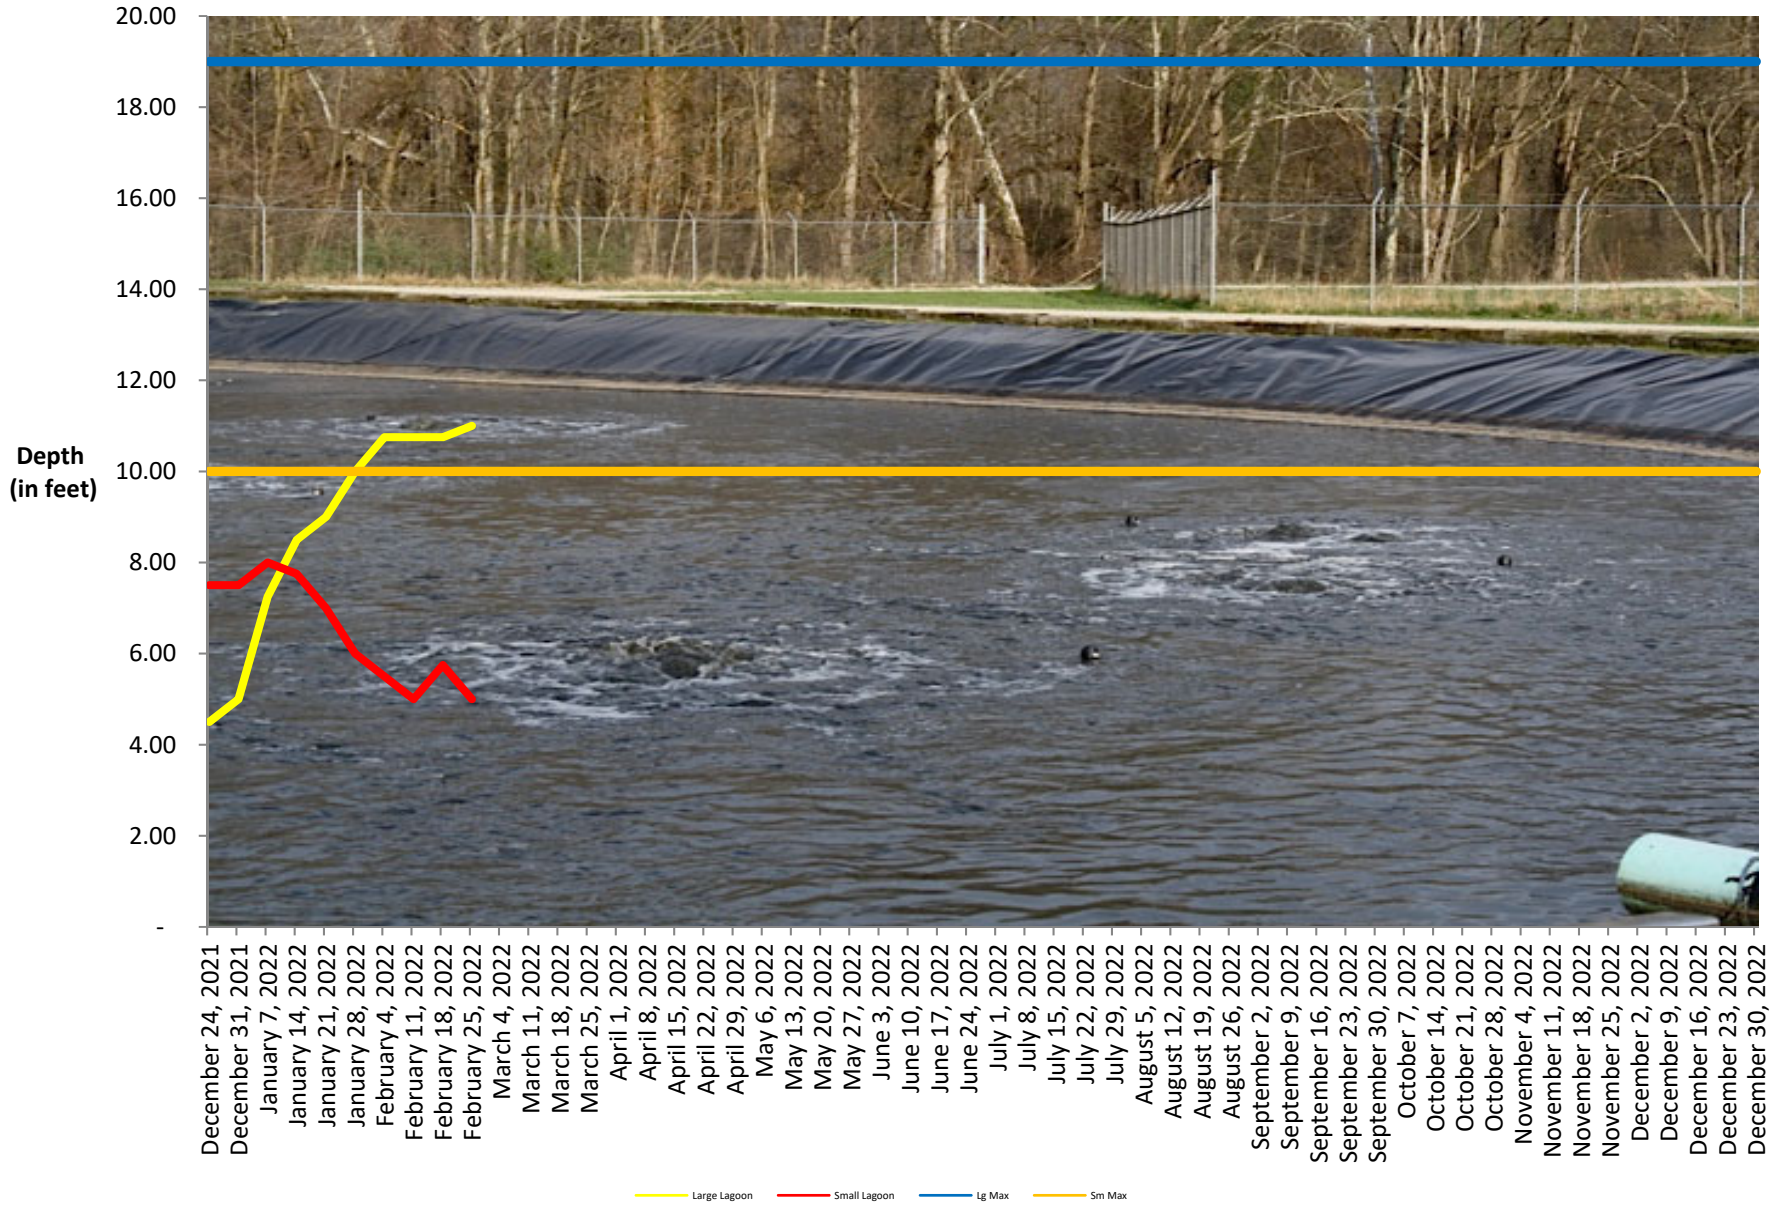 20.00
18.00
16.00
14.00
12.00
10.00
8.00
6.00
4.00
2.00
-
Depth
(in feet)
December 24, 2021
December 31, 2021
January 7, 2022
January 14, 2022
January 21, 2022
January 28, 2022
February 4, 2022
February 11, 2022
February 18, 2022
February 25, 2022
March 4, 2022
March 11, 2022
March 18, 2022
March 25, 2022
April 1, 2022
April 8, 2022
April 15, 2022
April 22, 2022
April 29, 2022
May 6, 2022
May 13, 2022
May 20, 2022
May 27, 2022
June 3, 2022
June 10, 2022
June 17, 2022
June 24, 2022
July 1, 2022
July 8, 2022
July 15, 2022
July 22, 2022
July 29, 2022
August 5, 2022
August 12, 2022
August 19, 2022
August 26, 2022
September 2, 2022
September 9, 2022
September 16, 2022
September 23, 2022
September 30, 2022
October 7, 2022
October 14, 2022
October 21, 2022
October 28, 2022
November 4, 2022
November 11, 2022
November 18, 2022
November 25, 2022
December 2, 2022
December 9, 2022
December 16, 2022
December 23, 2022
December 30, 2022
Large Lagoon
Small Lagoon
Lg Max
Sm Max